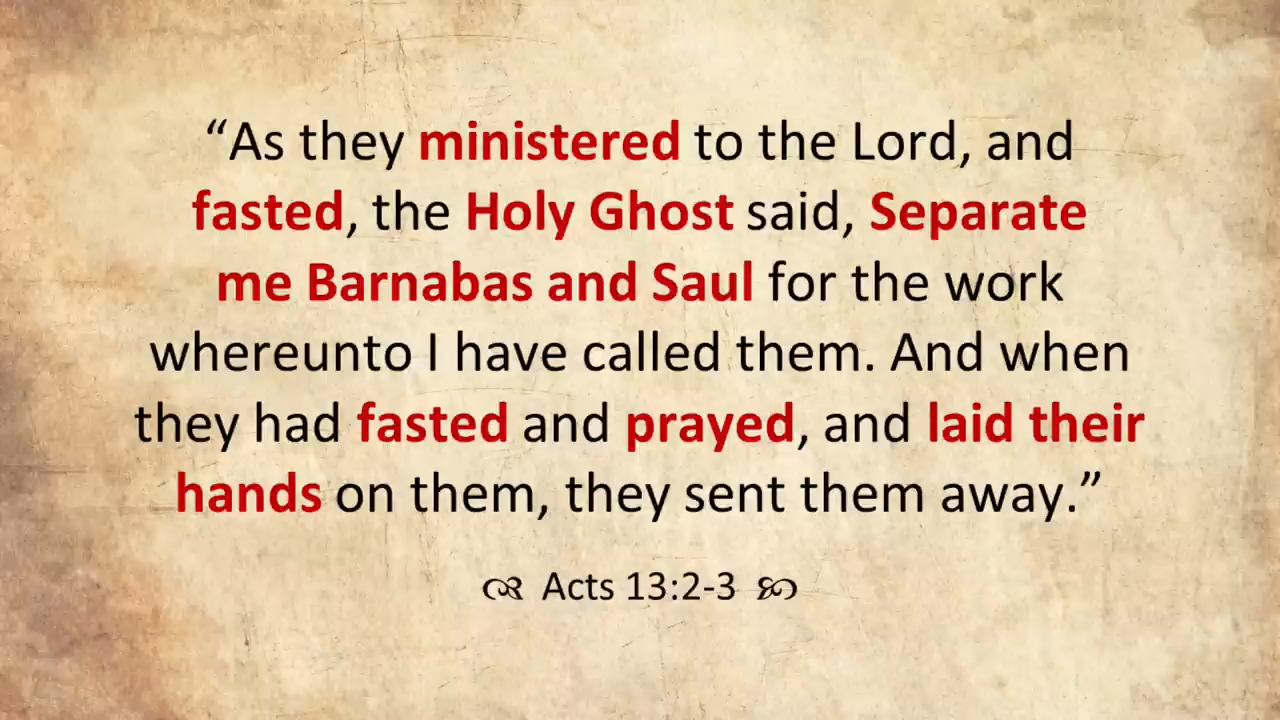 “As they ministered to the Lord, and
fasted, the Holy Ghost said, Separate
me Barnabas and Saul for the work
whereunto I have called them. And when
they had fasted and prayed, and laid their
hands on them, they sent them away.”
Acts 13:2-3